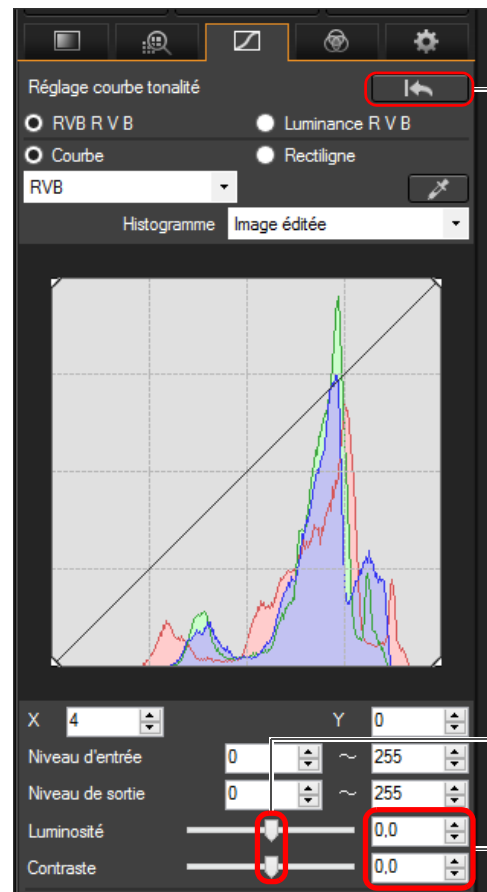 Réglage courbe tonalité
RVB R V B Luminance R V B
Courbe Rectiligne
RVB
Histogramme Image éditée
X 4 Y 0
Niveau d'entrée 0 ~ 255
Niveau de sortie 0 ~ 255
Luminosité 0,0
Contraste 0,0